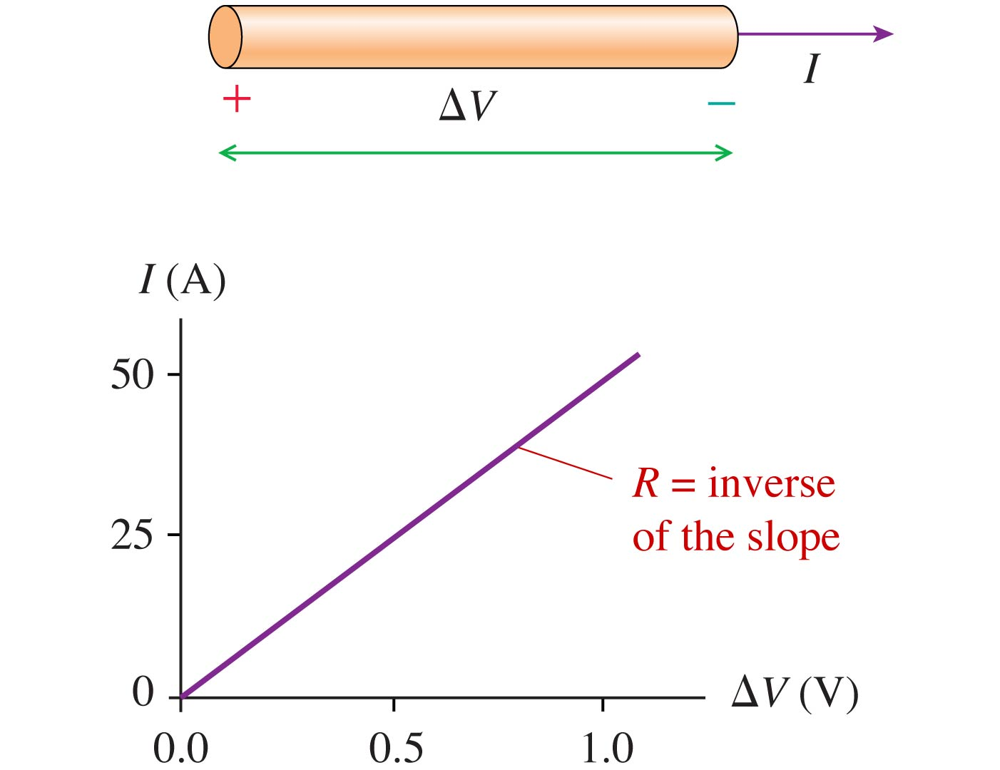 I
+ ΔV −
I (A)
50
R = inverse
of the slope
25
0
ΔV (V)
0.0 0.5 1.0